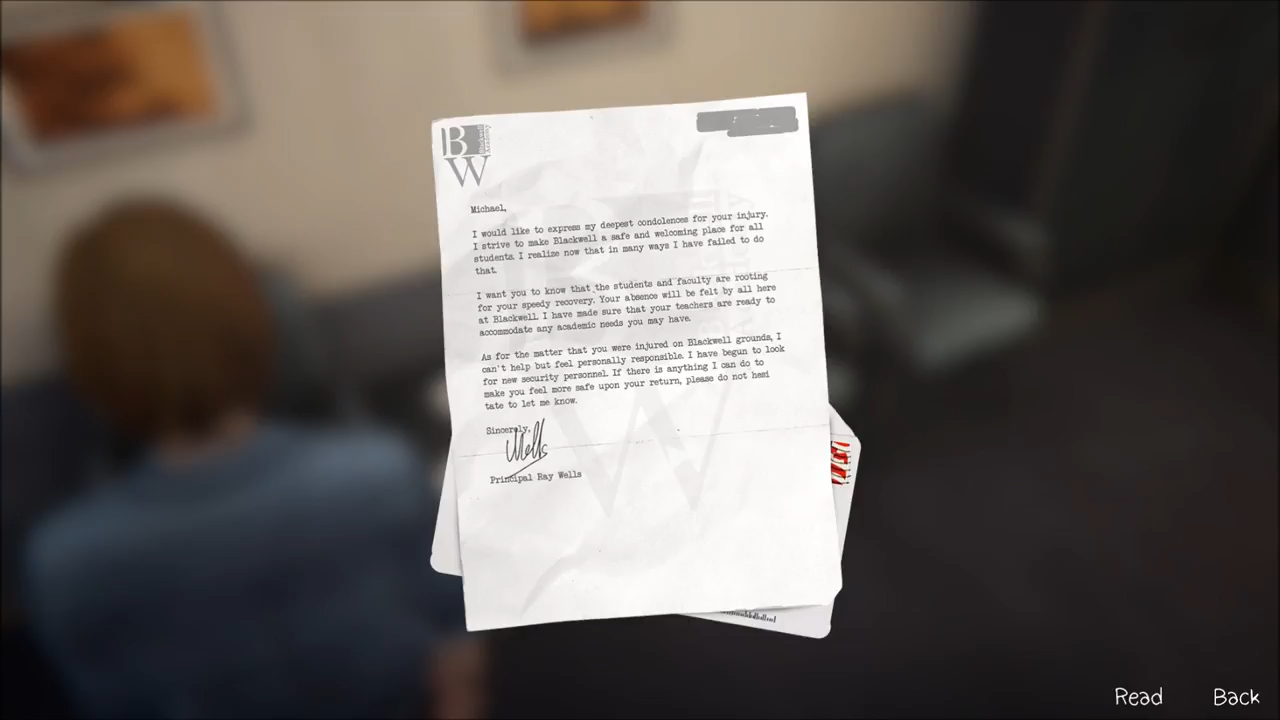 BW
Blackwell Academy
Michael,
I would like to express my deepest condolences for your injury.
I strive to make Blackwell a safe and welcoming place for all
students. I realize now that in many ways I have failed to do
that.
I want you to know that the students and faculty are rooting
for your speedy recovery. Your absence will be felt by all here
at Blackwell. I have made sure that your teachers are ready to
accommodate any academic needs you may have.
As for the matter that you were injured on Blackwell grounds, I
can't help but feel personally responsible. I have begun to look
for new security personnel. If there is anything I can do to
make you feel more safe upon your return, please do not hesi
tate to let me know.
Sincerely,
Wells
Principal Ray Wells
Read Back